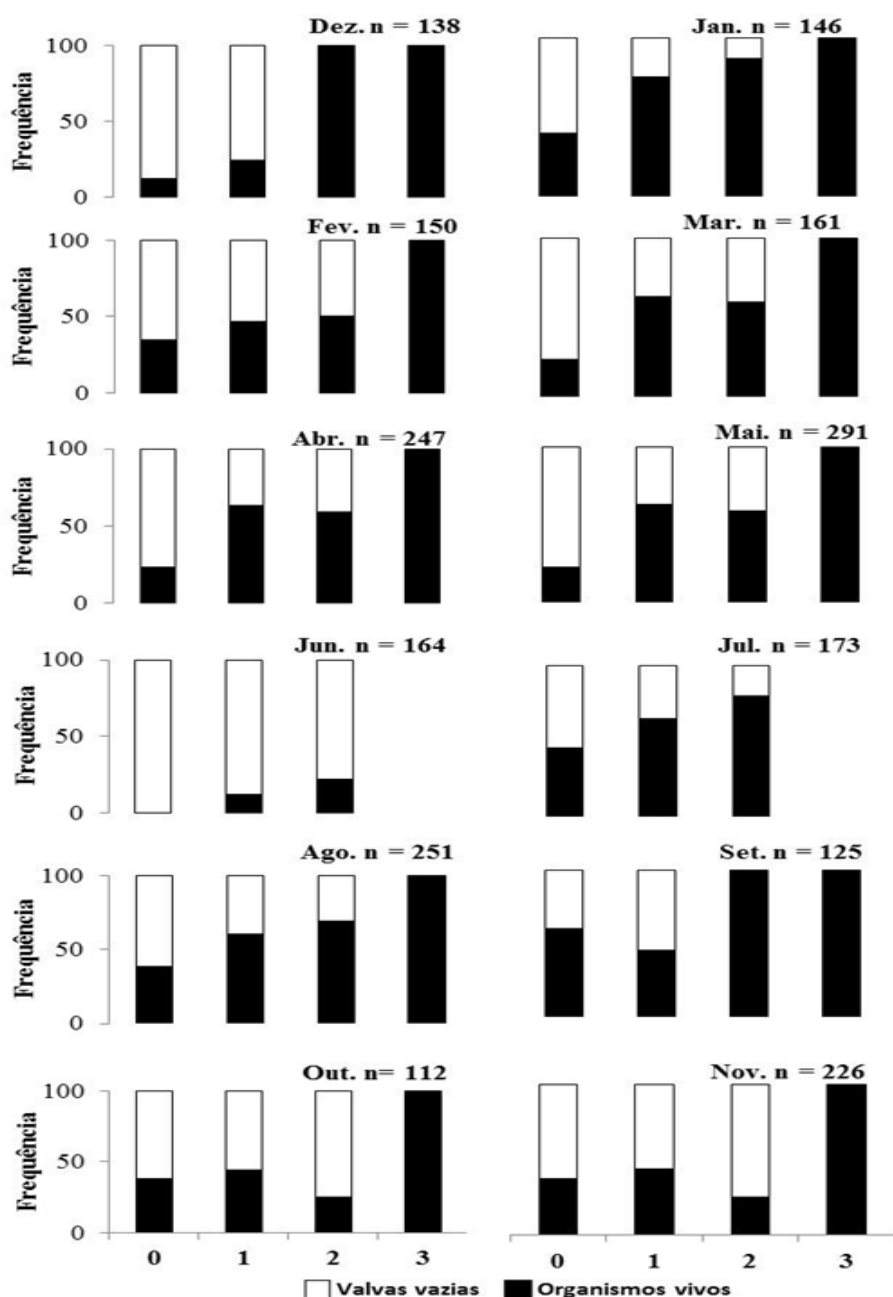 Dez. n = 138
Jan. n = 146
100
50
0
Frequência
Fev. n = 150
Mar. n = 161
100
50
0
Frequência
Abr. n = 247
Mai. n = 291
100
50
0
Frequência
Jun. n = 164
Jul. n = 173
100
50
0
Frequência
Ago. n = 251
Set. n = 125
100
50
0
Frequência
Out. n= 112
Nov. n = 226
100
50
0
Frequência
0 1 2 3
0 1 2 3
Valvas vazias Organismos vivos